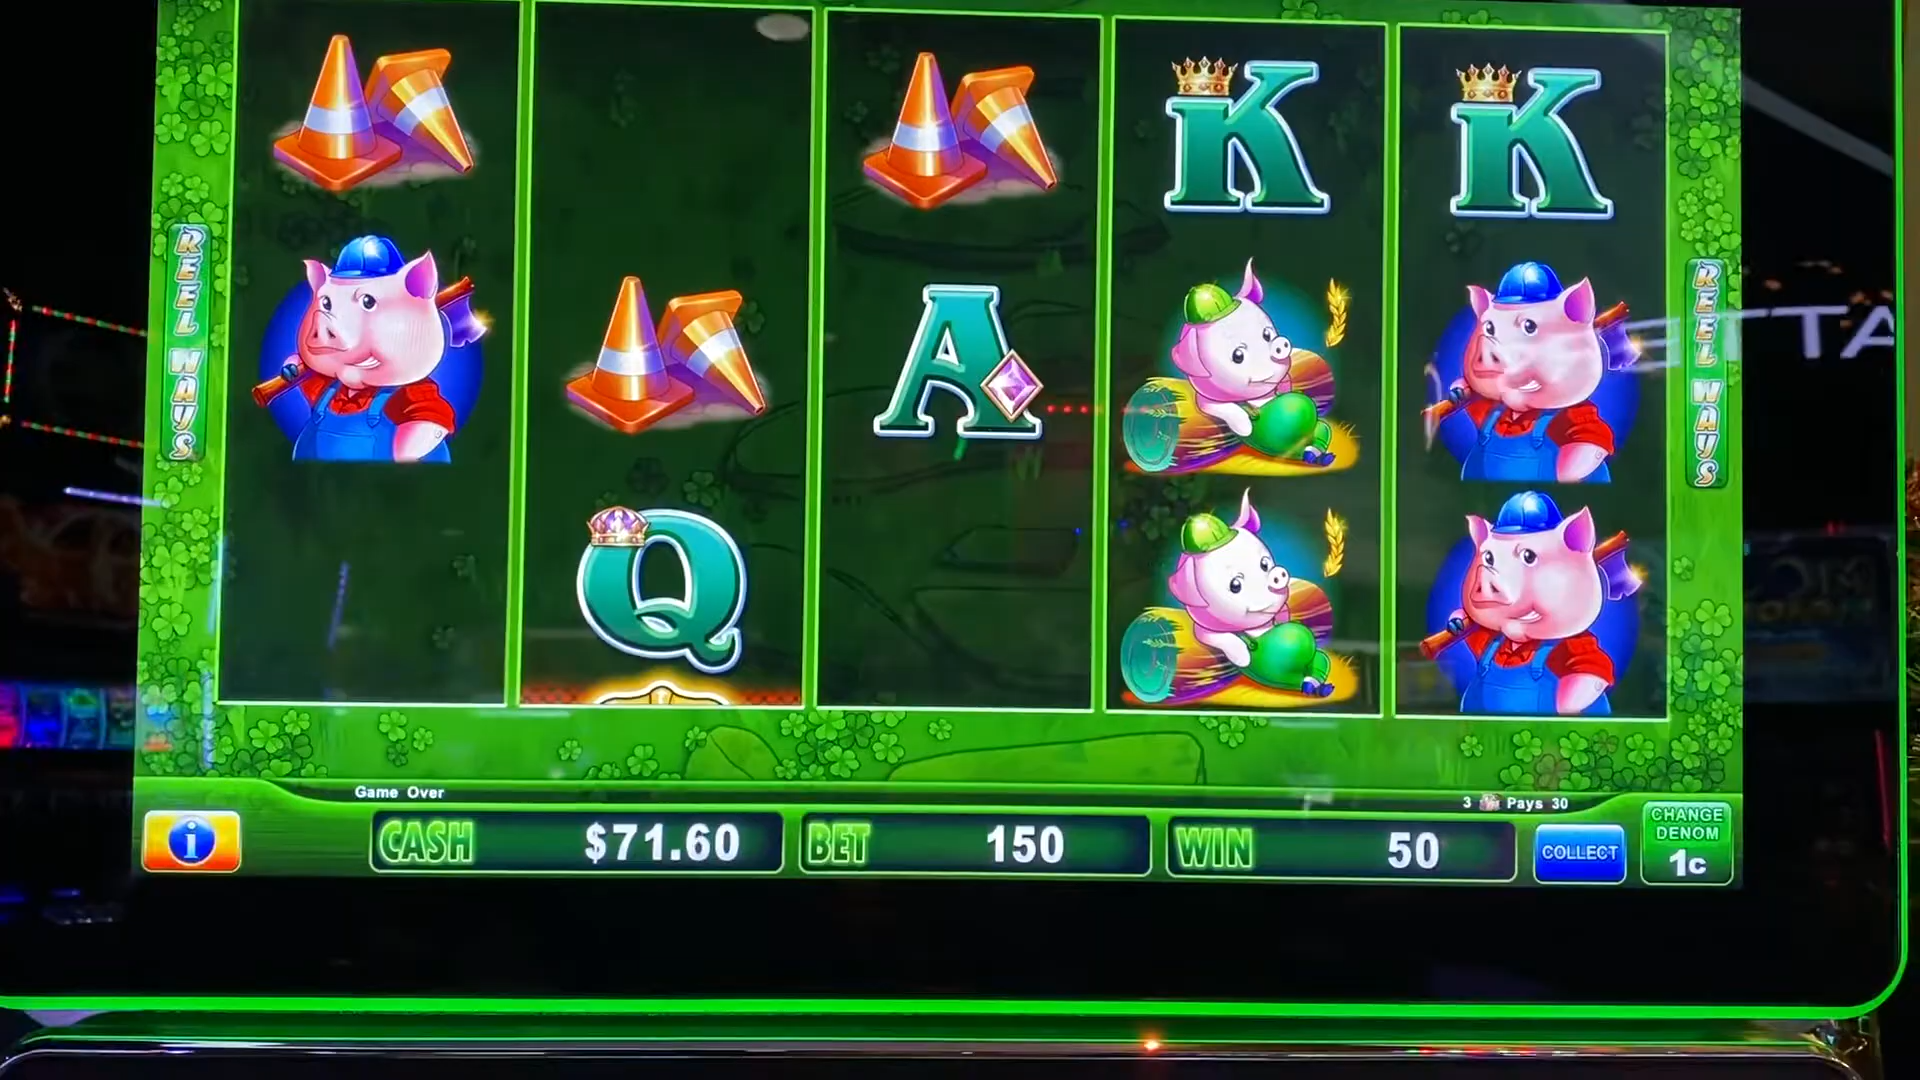 K
K
REEL WAYS
REEL WAYS
A
Q
Game Over
3 Pays 30
CASH $71.60
BET 150
WIN 50
COLLECT
CHANGE
DENOM
1c